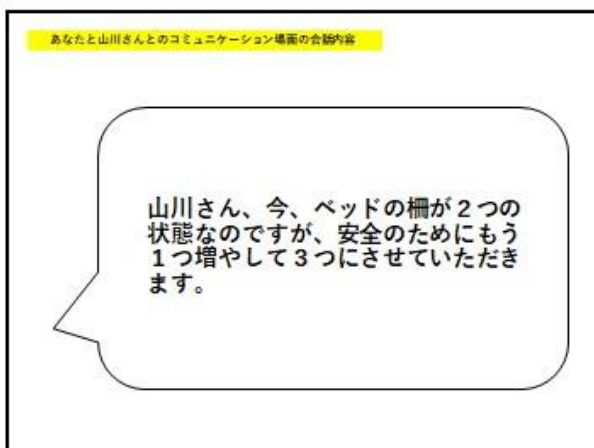 あなたと山川さんとのコミュニケーション場面の会話内容
山川さん、今、ベッドの柵が２つの
状態なのですが、安全のためにもう
１つ増やして３つにさせていただき
ます。